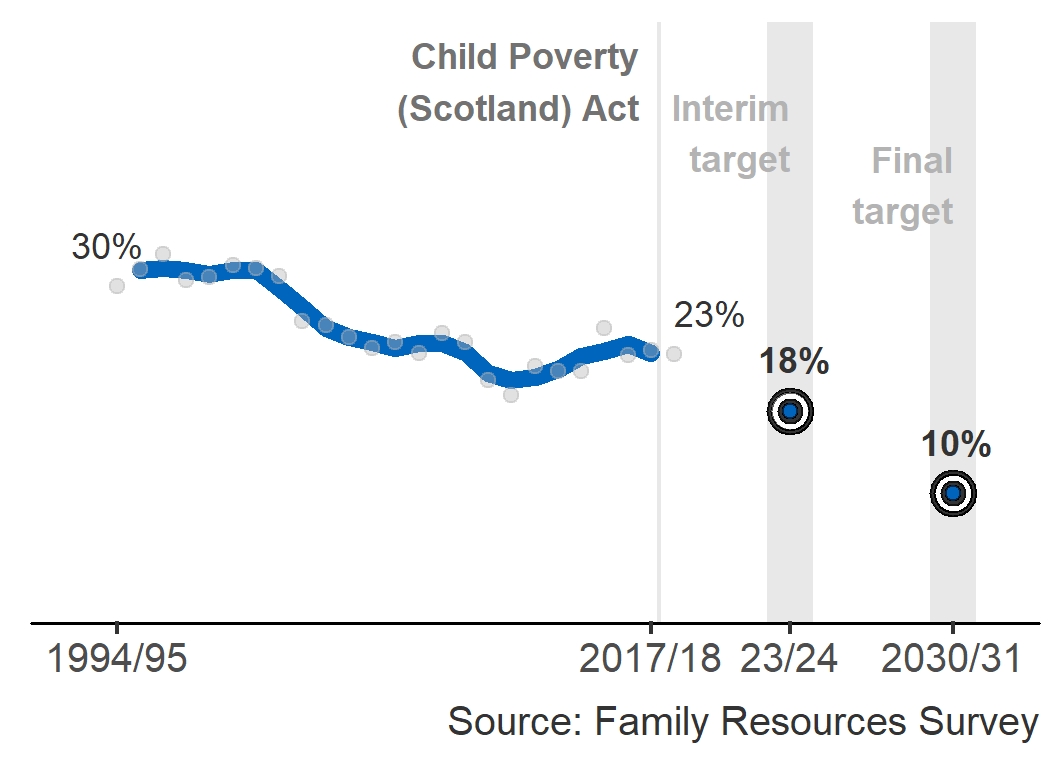 Child Poverty
(Scotland) Act
Interim
target
Final
target
30%
23%
18%
10%
1994/95
2017/18
23/24
2030/31
Source: Family Resources Survey